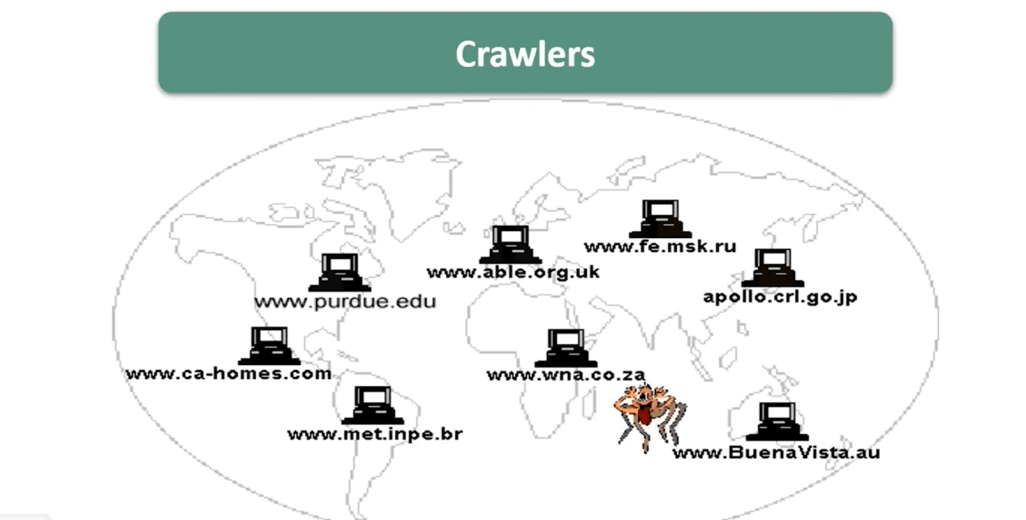 Crawlers
www.fe.msk.ru
www.able.org.uk
apollo.crl.go.jp
www.purdue.edu
www.ca-homes.com
www.wna.co.za
www.met.inpe.br
www.BuenaVista.au